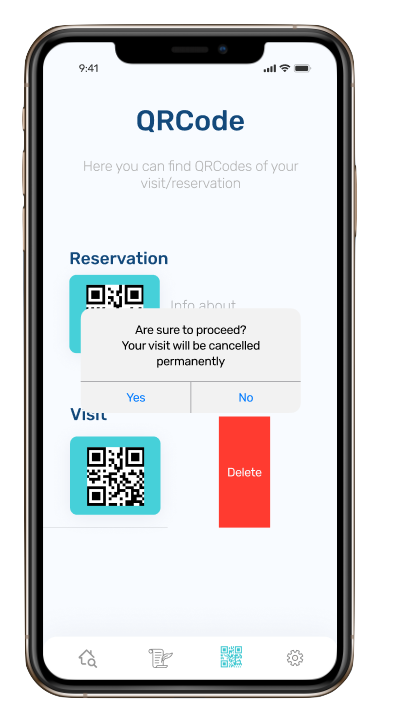 9:41
QRCode
Here you can find QRCodes of your
visit/reservation
Reservation
Info about
Are sure to proceed?
Your visit will be cancelled
permanently
Yes
No
Visit
Delete